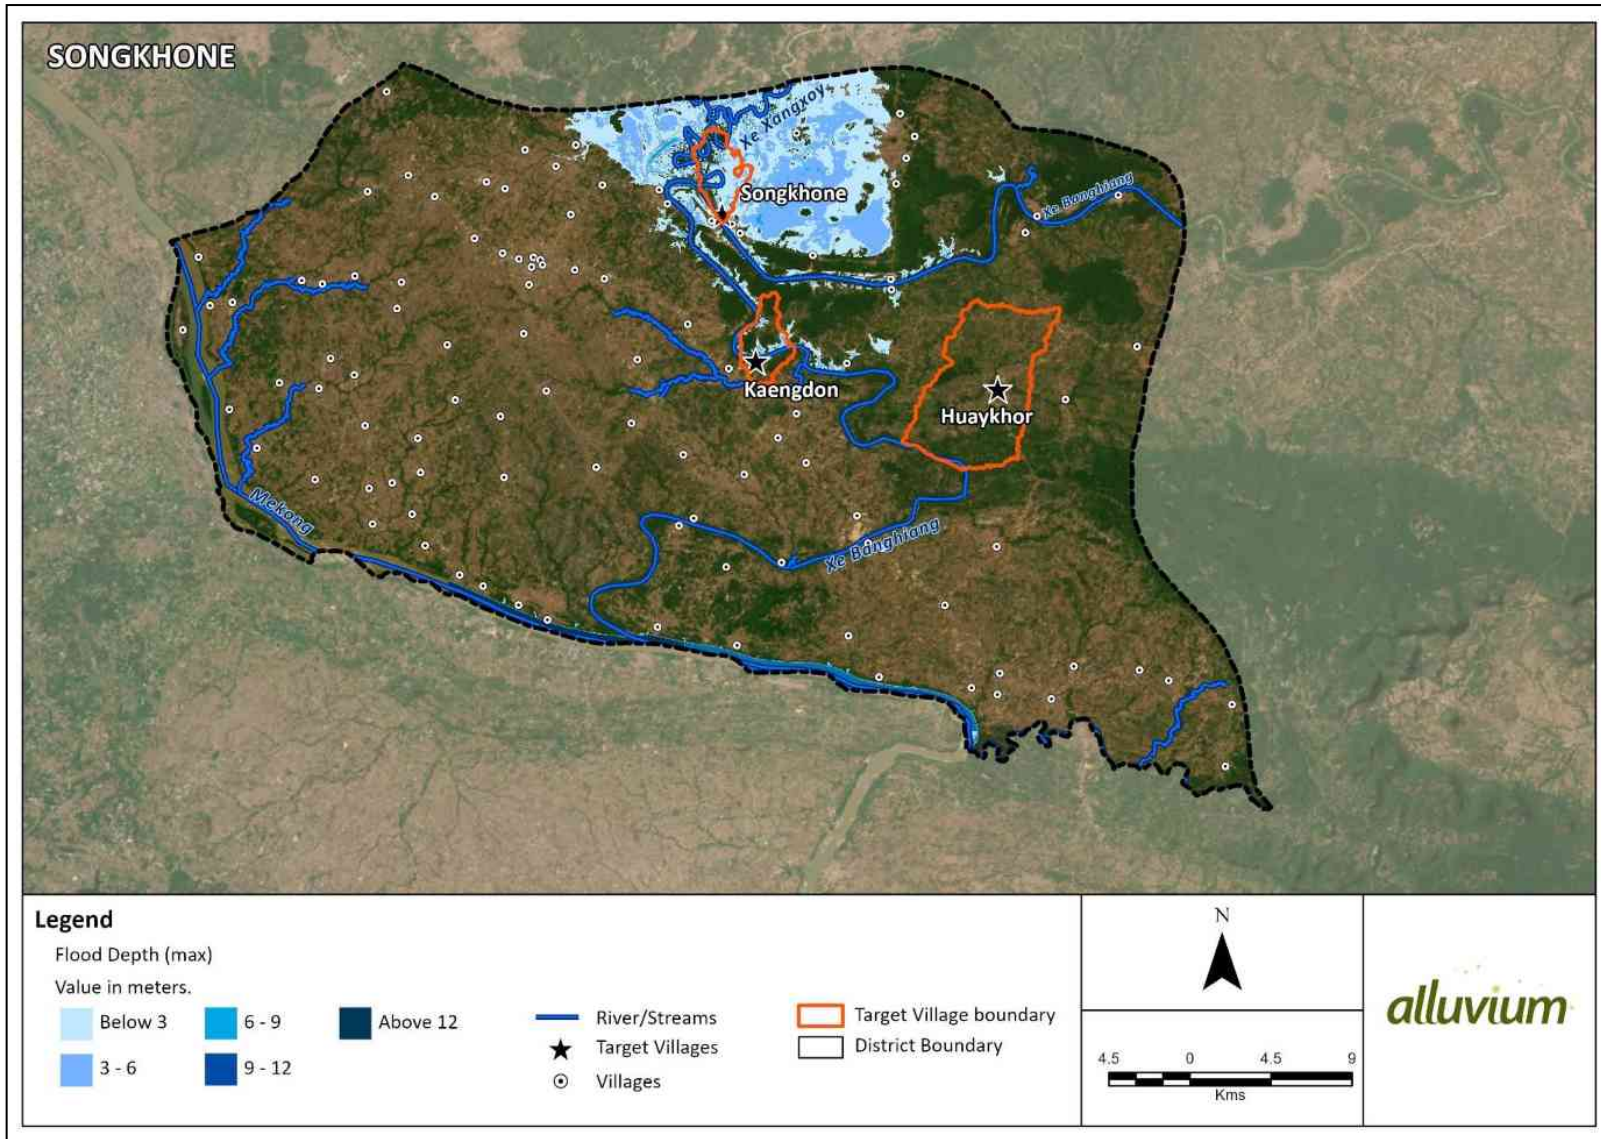 SONGKHONE
Xe Xangxoy
Songkhone
Xe Banghiang
Kaengdon
Huaykhor
Mekong
Xe Banghiang
Legend
Flood Depth (max)
Value in meters.
Below 3
6 - 9
Above 12
3 - 6
9 - 12
River/Streams
Target Villages
Villages
Target Village boundary
District Boundary
N
4.5 0 4.5 9
Kms
alluvium